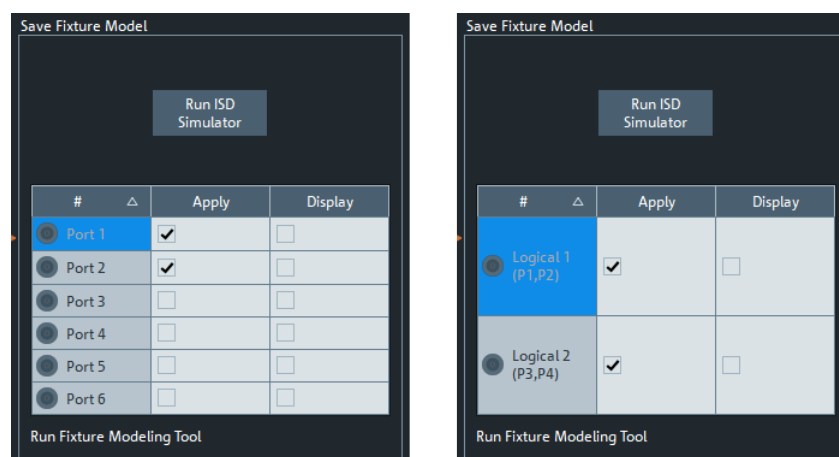 Save Fixture Model
Run ISD
Simulator
# Apply Display
Port 1
Port 2
Port 3
Port 4
Port 5
Port 6
Run Fixture Modeling Tool
Save Fixture Model
Run ISD
Simulator
# Apply Display
Logical 1
(P1,P2)
Logical 2
(P3,P4)
Run Fixture Modeling Tool